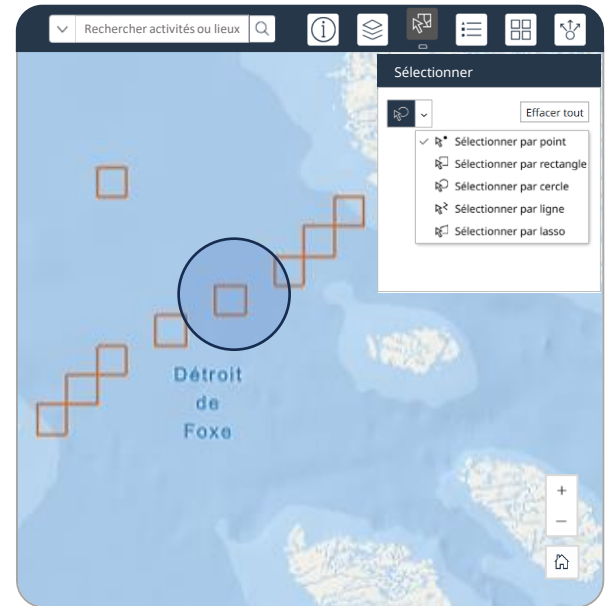 Rechercher activités ou lieux
Sélectionner
Effacer tout
Sélectionner par point
Sélectionner par rectangle
Sélectionner par cercle
Sélectionner par ligne
Sélectionner par lasso
Détroit
de
Foxe
+
−